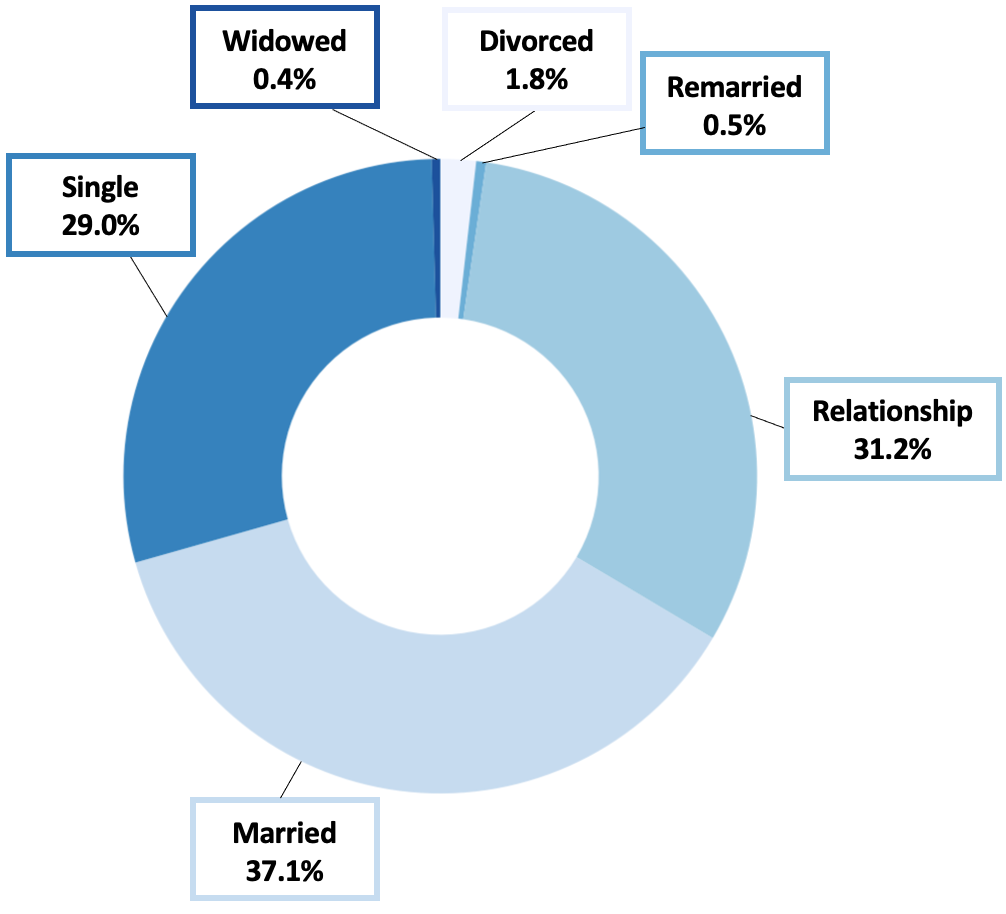 Widowed
0.4%
Divorced
1.8%
Remarried
0.5%
Single
29.0%
Relationship
31.2%
Married
37.1%